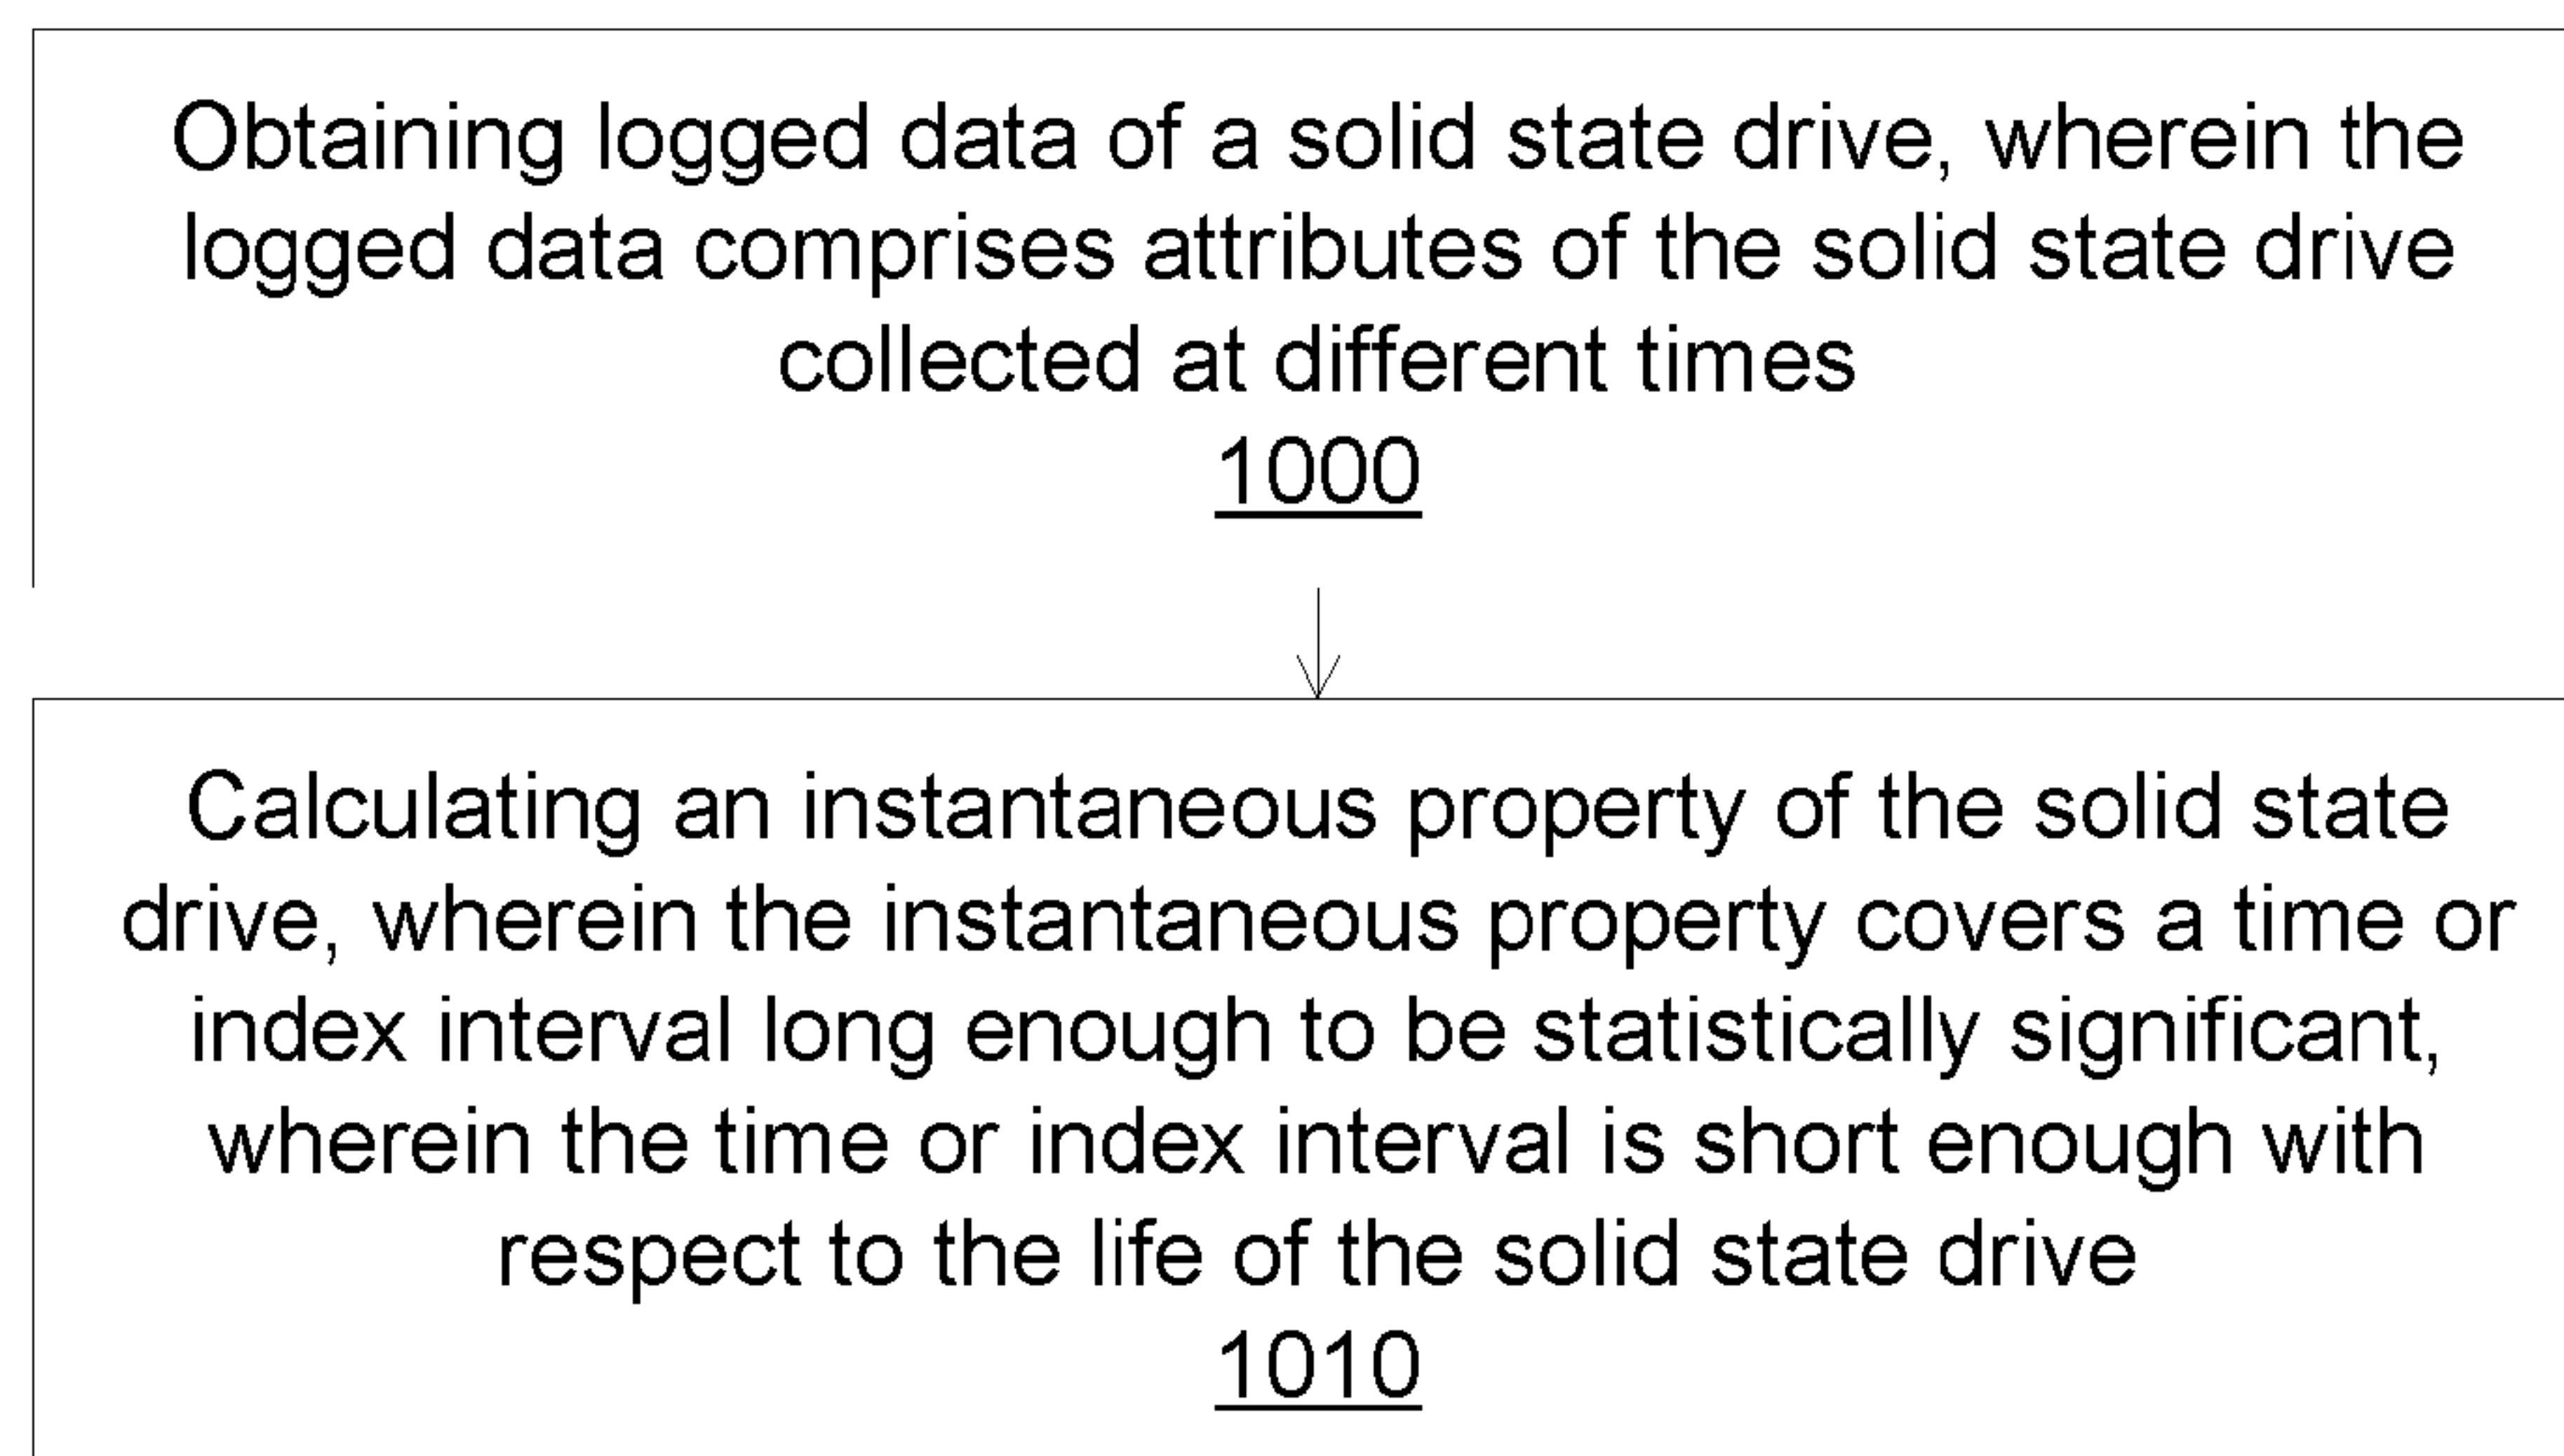 Obtaining logged data of a solid state drive, wherein the
logged data comprises attributes of the solid state drive
collected at different times
1000
Calculating an instantaneous property of the solid state
drive, wherein the instantaneous property covers a time or
index interval long enough to be statistically significant,
wherein the time or index interval is short enough with
respect to the life of the solid state drive
1010